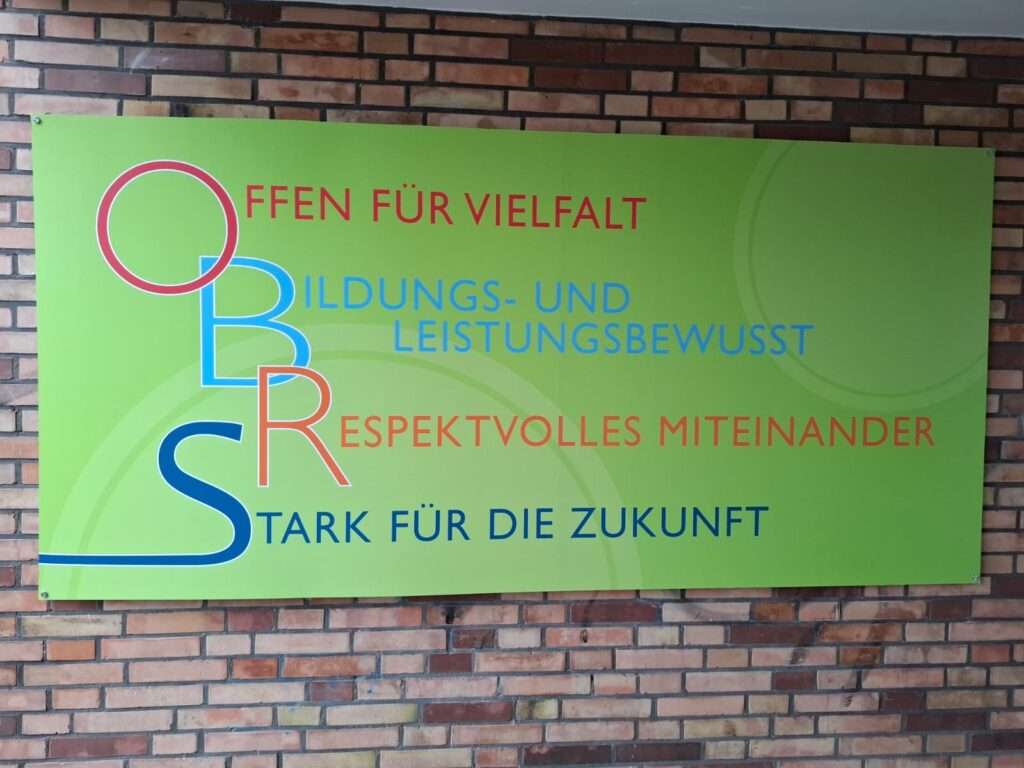 OFFEN FÜR VIELFALT
BILDUNGS- UND
LEISTUNGSBEWUSST
RESPEKTVOLLES MITEINANDER
STARK FÜR DIE ZUKUNFT